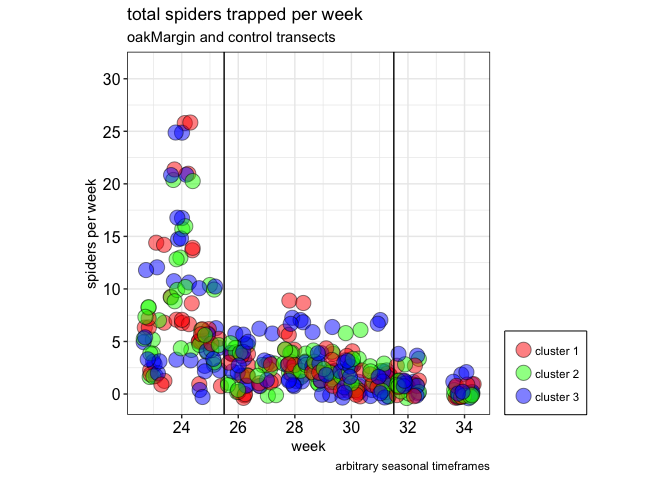 total spiders trapped per week
oakMargin and control transects
30
25
20
15
10
5
0
spiders per week
24 26 28 30 32 34
week
arbitrary seasonal timeframes
cluster 1
cluster 2
cluster 3